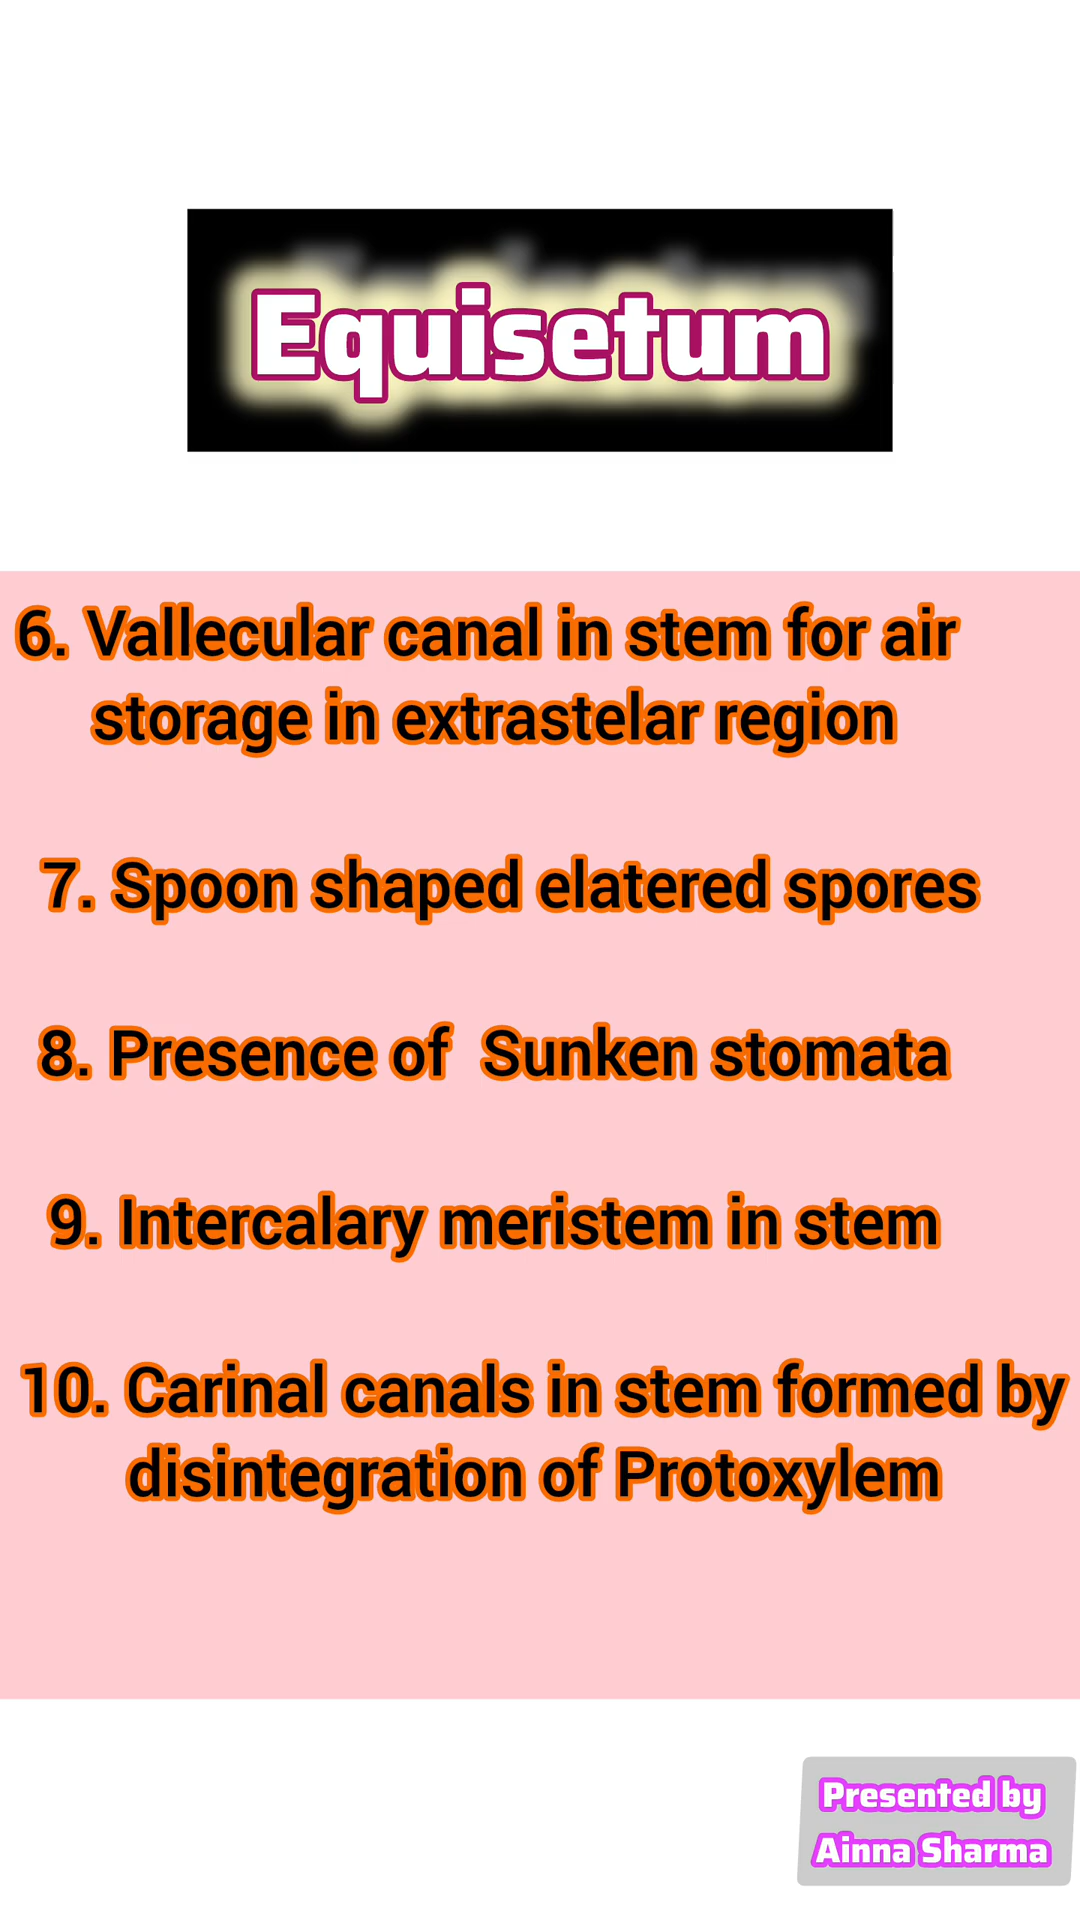 Equisetum
6. Vallecular canal in stem for air
storage in extrastelar region
7. Spoon shaped elatered spores
8. Presence of  Sunken stomata
9. Intercalary meristem in stem
10. Carinal canals in stem formed by
disintegration of Protoxylem
Presented by
Ainna Sharma